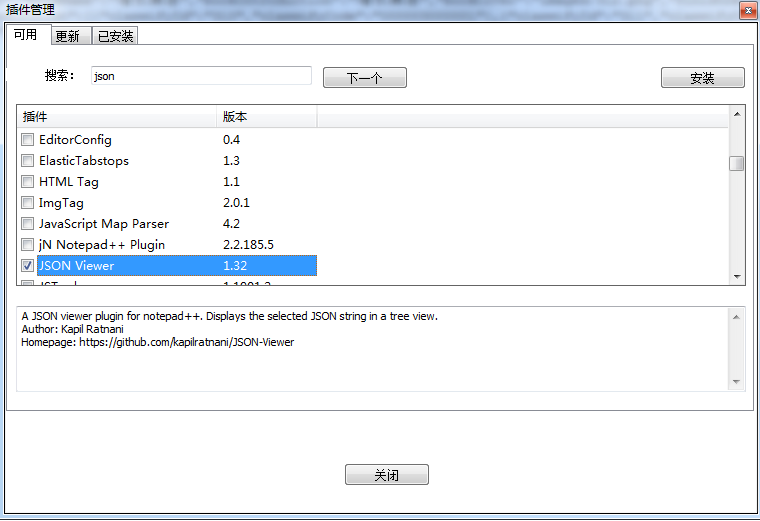 插件管理
可用 更新 已安装
搜索： json 下一个 安装
插件 版本
EditorConfig 0.4
ElasticTabstops 1.3
HTML Tag 1.1
ImgTag 2.0.1
JavaScript Map Parser 4.2
jN Notepad++ Plugin 2.2.185.5
JSON Viewer 1.32
A JSON viewer plugin for notepad++. Displays the selected JSON string in a tree view.
Author: Kapil Ratnani
Homepage: https://github.com/kapilratnani/JSON-Viewer
关闭